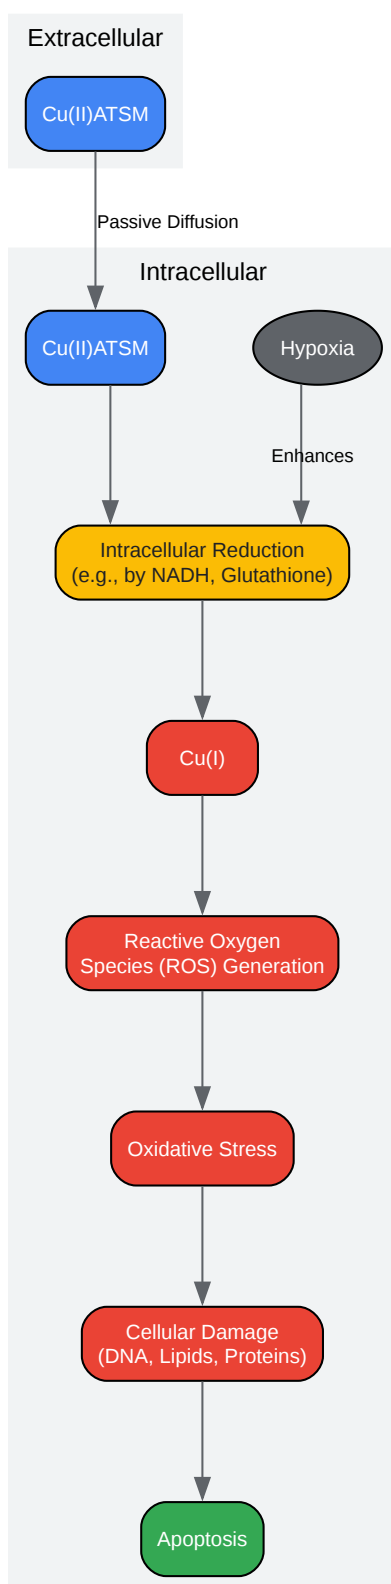 Extracellular
Cu(II)ATSM
Passive Diffusion
Intracellular
Cu(II)ATSM
Hypoxia
Enhances
Intracellular Reduction
(e.g., by NADH, Glutathione)
Cu(I)
Reactive Oxygen
Species (ROS) Generation
Oxidative Stress
Cellular Damage
(DNA, Lipids, Proteins)
Apoptosis